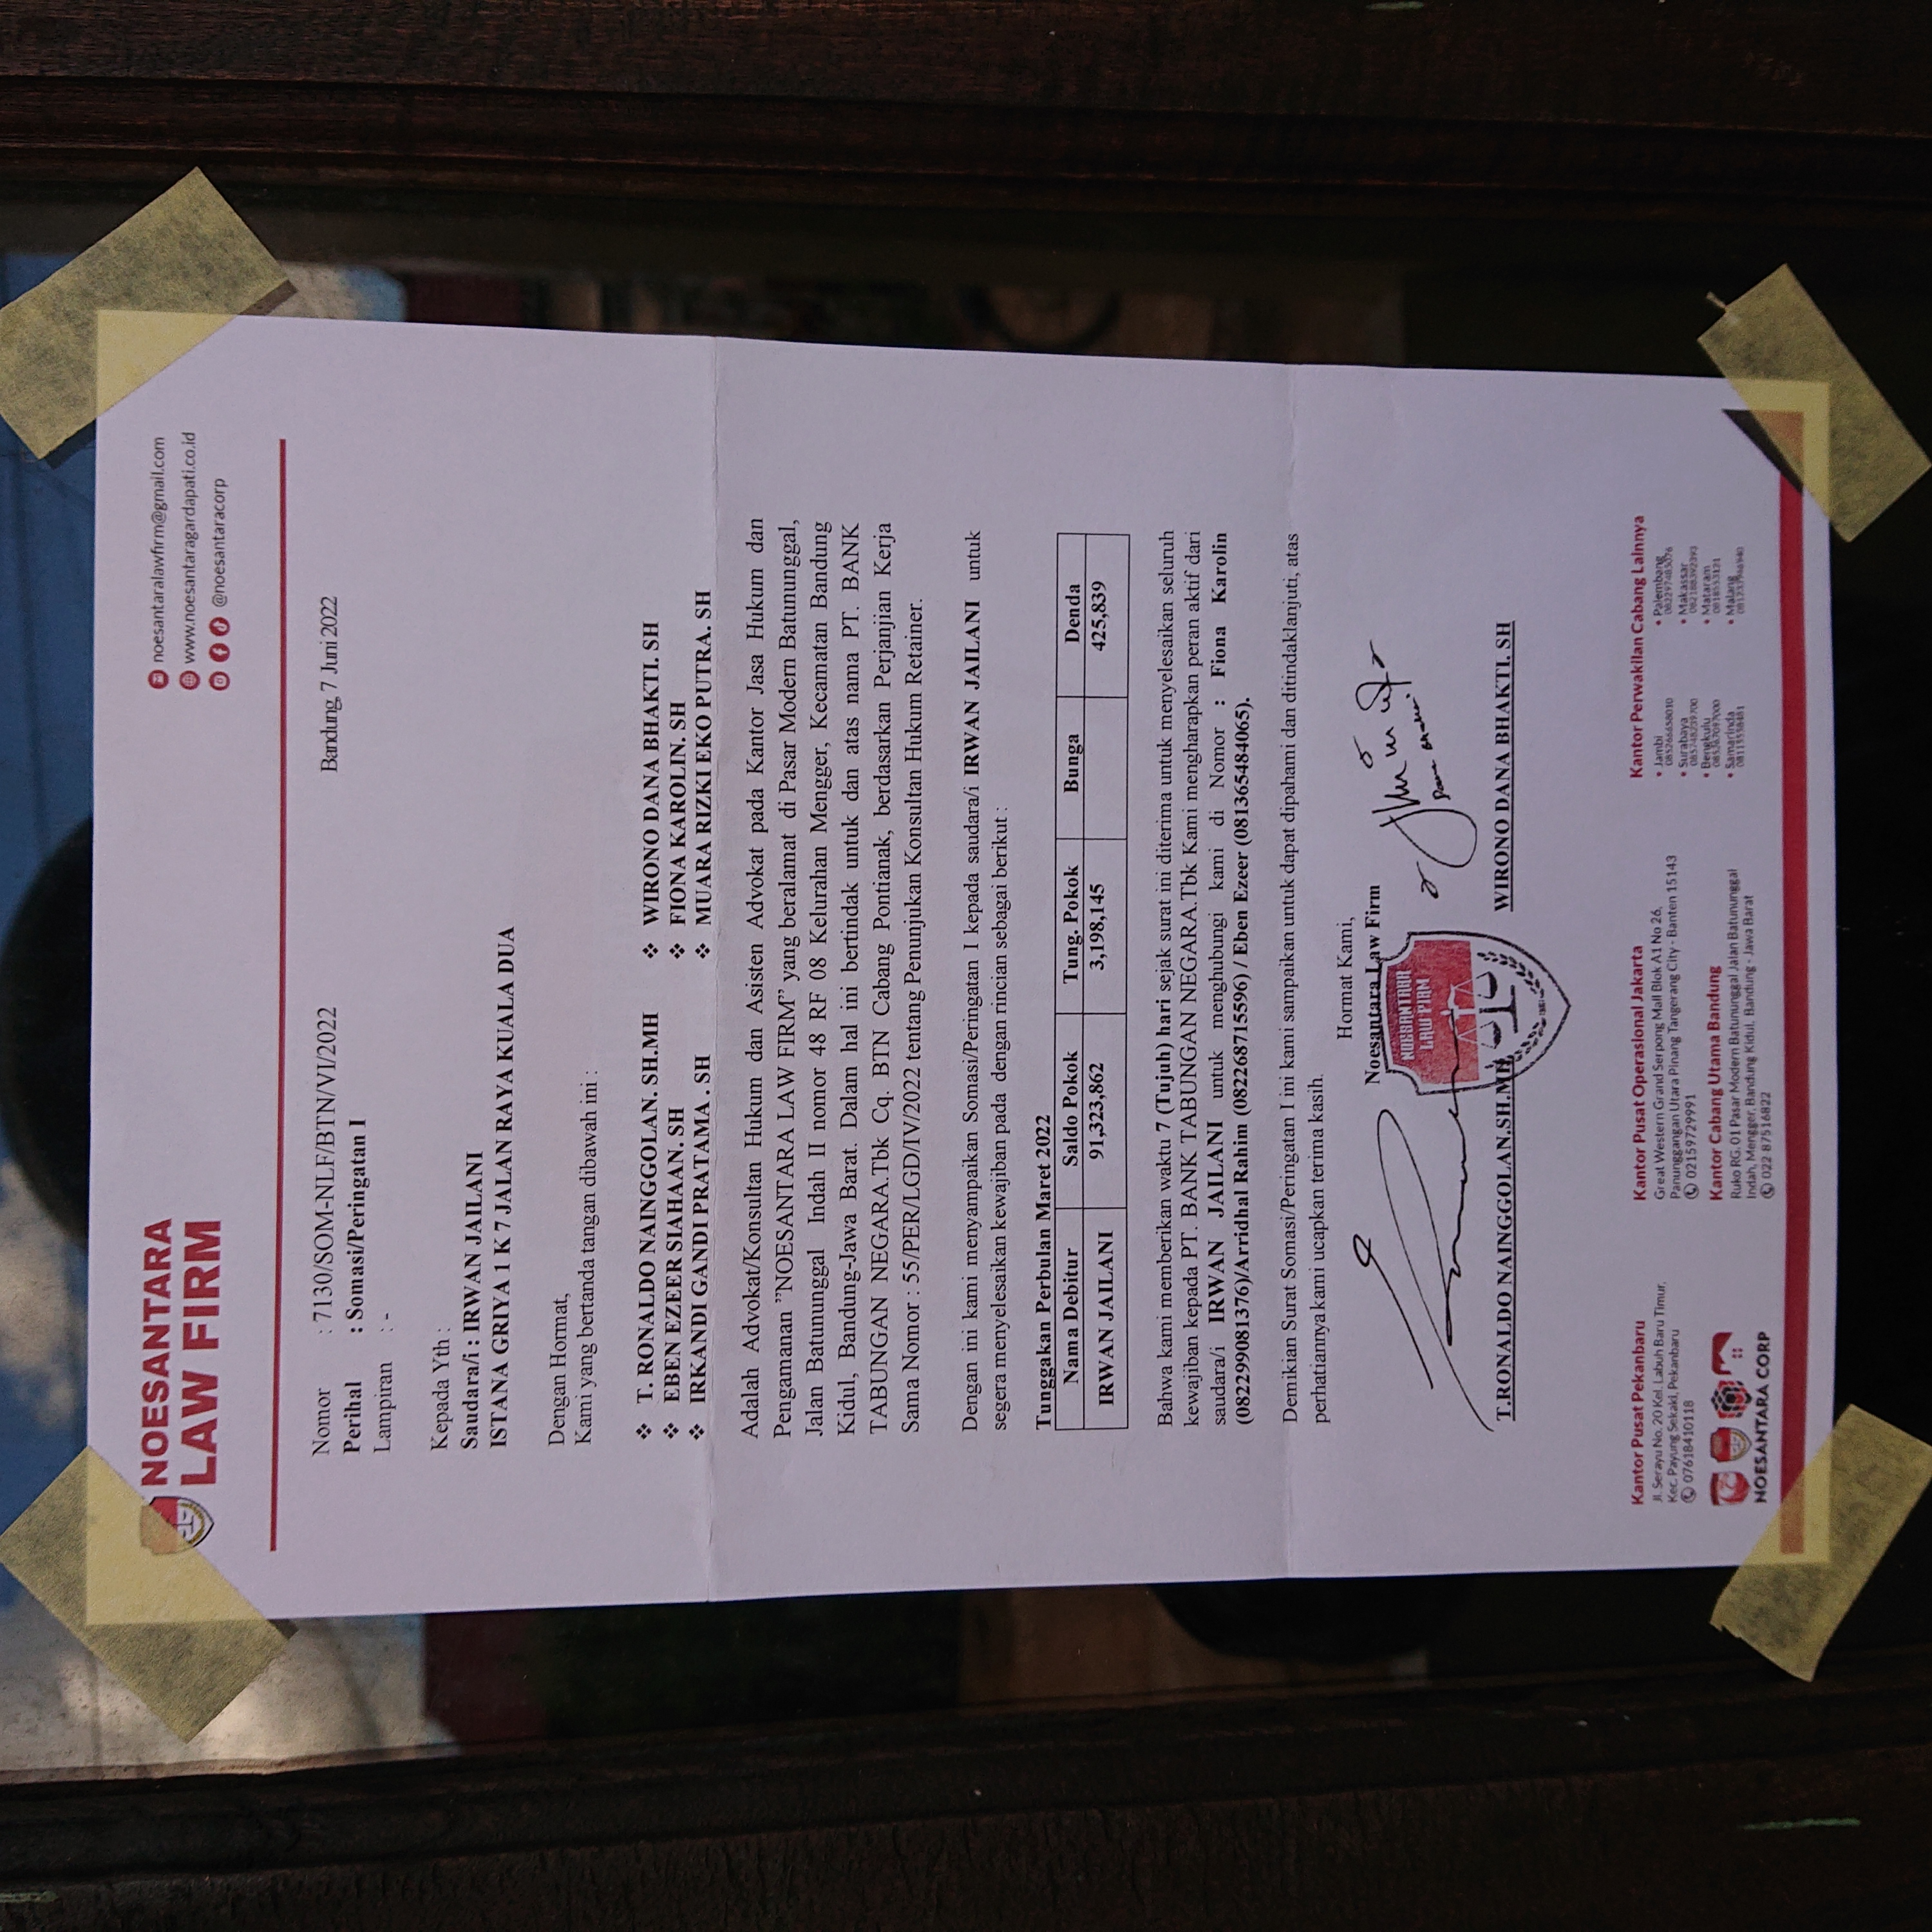 NOESANTARA
LAW FIRM
noesantaralawfirm@gmail.com
www.noesantaragardapati.co.id
@noesantaracorp
Bandung, 7 Juni 2022
Nomor : 7130/SOM-NLF/BTN/VI/2022
Perihal : Somasi/Peringatan I
Lampiran : -
Kepada Yth :
Saudara/i : IRWAN JAILANI
ISTANA GRIYA 1 K 7 JALAN RAYA KUALA DUA
Dengan Hormat,
Kami yang bertanda tangan dibawah ini :
❖ T. RONALDO NAINGGOLAN. SH.MH ❖ WIRONO DANA BHAKTI. SH
❖ EBEN EZEER SIAHAAN. SH ❖ FIONA KAROLIN. SH
❖ IRKANDI GANDI PRATAMA . SH ❖ MUARA RIZKI EKO PUTRA. SH
Adalah Advokat/Konsultan Hukum dan Asisten Advokat pada Kantor Jasa Hukum dan
Pengamanan ”NOESANTARA LAW FIRM” yang beralamat di Pasar Modern Batununggal,
Jalan Batununggal Indah II nomor 48 RF 08 Kelurahan Mengger, Kecamatan Bandung
Kidul, Bandung-Jawa Barat. Dalam hal ini bertindak untuk dan atas nama PT. BANK
TABUNGAN NEGARA.Tbk Cq. BTN Cabang Pontianak, berdasarkan Perjanjian Kerja
Sama Nomor : 55/PER/LGD/IV/2022 tentang Penunjukan Konsultan Hukum Retainer.
Dengan ini kami menyampaikan Somasi/Peringatan I kepada saudara/i IRWAN JAILANI untuk
segera menyelesaikan kewajiban pada dengan rincian sebagai berikut :
Tunggakan Perbulan Maret 2022
Nama Debitur Saldo Pokok Tung. Pokok Bunga Denda
IRWAN JAILANI 91,323,862 3,198,145 425,839
Bahwa kami memberikan waktu 7 (Tujuh) hari sejak surat ini diterima untuk menyelesaikan seluruh
kewajiban kepada PT. BANK TABUNGAN NEGARA.Tbk Kami mengharapkan peran aktif dari
saudara/i IRWAN JAILANI untuk menghubungi kami di Nomor : Fiona Karolin
(082299081376)/Arridhal Rahim (082268715596) / Eben Ezeer (081365484065).
Demikian Surat Somasi/Peringatan I ini kami sampaikan untuk dapat dipahami dan ditindaklanjuti, atas
perhatiannya kami ucapkan terima kasih.
Hormat Kami,
Noesantara Law Firm
NOESANTARA
LAW FIRM
T.RONALDO NAINGGOLAN.SH.MH WIRONO DANA BHAKTI. SH
Kantor Pusat Pekanbaru
Jl. Serayu No. 20 Kel. Labuh Baru Timur,
Kec. Payung Sekaki, Pekanbaru
07618410118
NOESANTARA CORP
Kantor Pusat Operasional Jakarta
Great Western Grand Serpong Mall Blok A1 No 26,
Panunggangan Utara Pinang Tangerang City - Banten 15143
02159729991
Kantor Cabang Utama Bandung
Ruko RG. 01 Pasar Modern Batununggal Jalan Batununggal
Indah, Mengger, Bandung Kidul, Bandung - Jawa Barat
022 87516822
Kantor Perwakilan Cabang Lainnya
• Jambi
• Surabaya
• Bengkulu
• Samarinda
• Palembang
• Makassar
• Mataram
• Malang